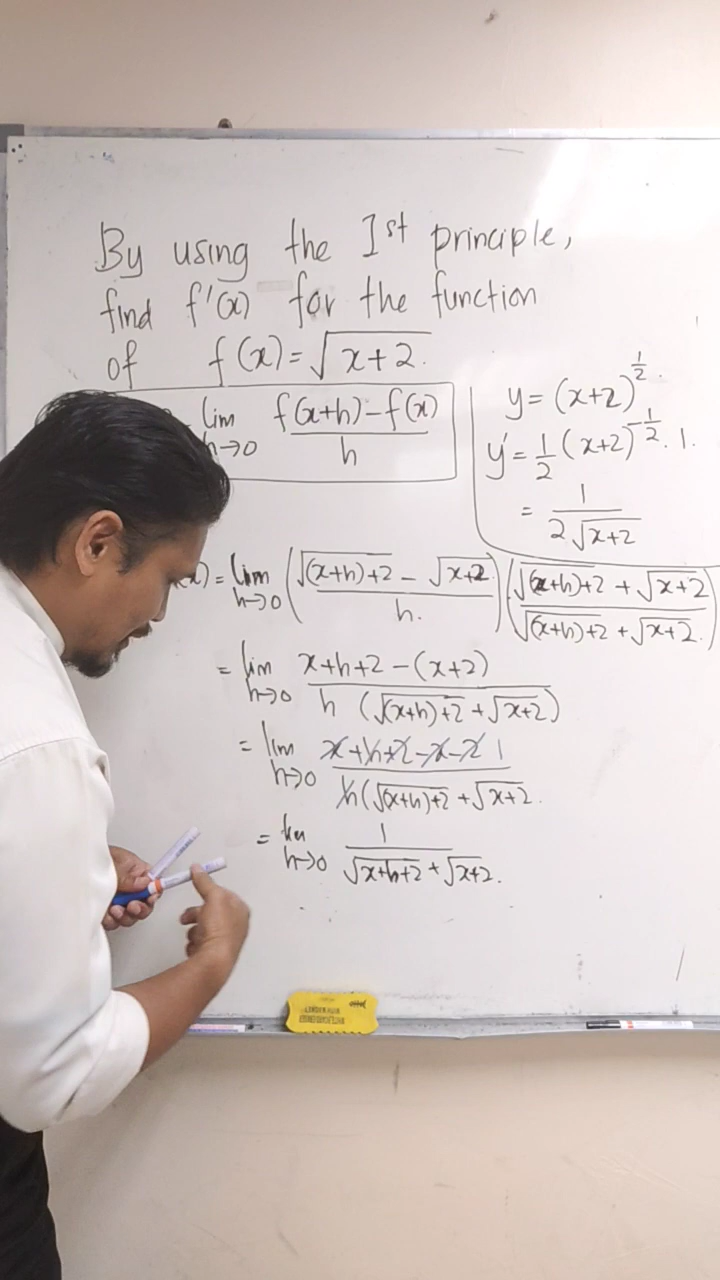 By using the 1st principle,
find f'(x) for the function
of f(x) = √(x+2).
lim h→0 (f(x+h) - f(x))/h
y = (x+2)^(1/2).
y' = 1/2 (x+2)^(-1/2) . 1.
= 1/(2√(x+2))
x) = lim h→0 ((√((x+h)+2) - √(x+2))/h.) ((√((x+h)+2) + √(x+2))/(√((x+h)+2) + √(x+2).))
= lim h→0 (x+h+2 - (x+2))/(h (√((x+h)+2) + √(x+2)))
= lim h→0 (x+h+2-x-2 1)/(h(√((x+h)+2) + √(x+2).
= lim h→0 1/(√(x+h+2) + √(x+2).)